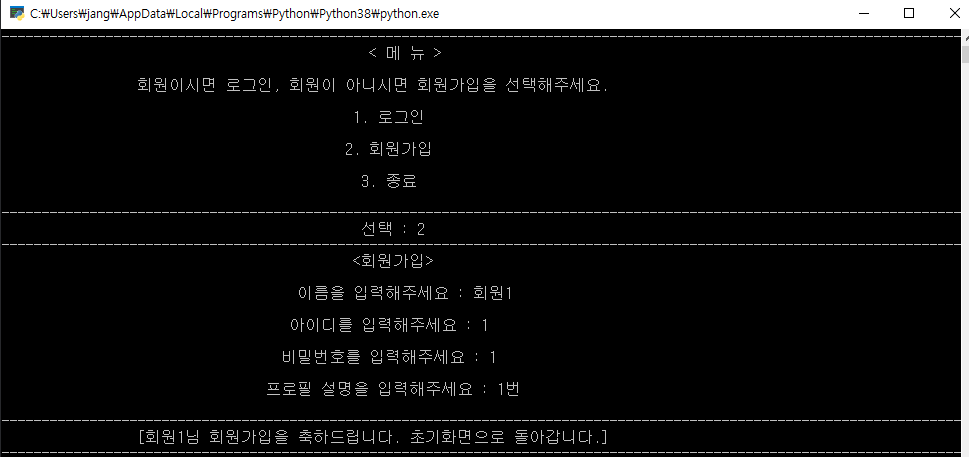 C:₩Users₩jang₩AppData₩Local₩Programs₩Python₩Python38₩python.exe
< 메 뉴 >
회원이시면 로그인, 회원이 아니시면 회원가입을 선택해주세요.
1. 로그인
2. 회원가입
3. 종료
선택 : 2
<회원가입>
이름을 입력해주세요 : 회원1
아이디를 입력해주세요 : 1
비밀번호를 입력해주세요 : 1
프로필 설명을 입력해주세요 : 1번
[회원1님 회원가입을 축하드립니다. 초기화면으로 돌아갑니다.]